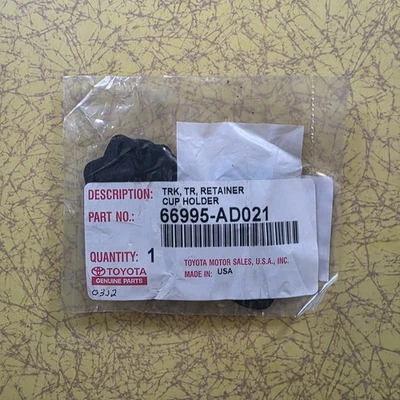 DESCRIPTION: TRK, TR, RETAINER
CUP HOLDER
PART NO.: 66995-AD021
QUANTITY: 1
TOYOTA MOTOR SALES, U.S.A., INC.
TOYOTA
MADE IN: USA
GENUINE PARTS